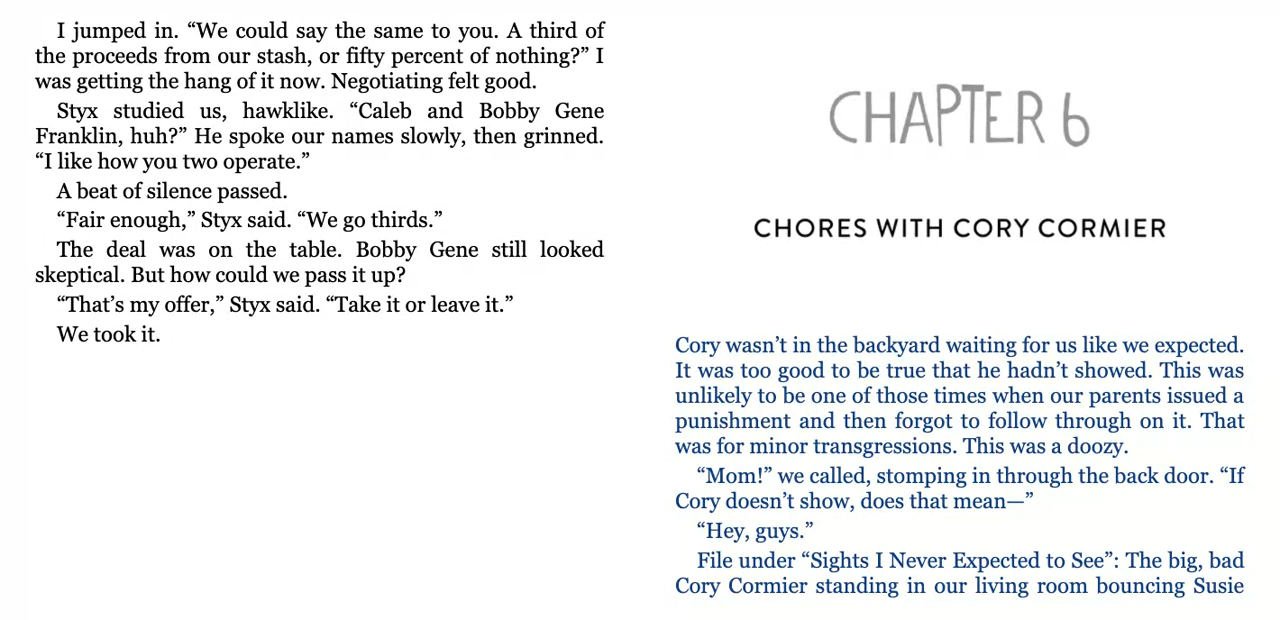 I jumped in. “We could say the same to you. A third of
the proceeds from our stash, or fifty percent of nothing?” I
was getting the hang of it now. Negotiating felt good.
Styx studied us, hawklike. “Caleb and Bobby Gene
Franklin, huh?” He spoke our names slowly, then grinned.
“I like how you two operate.”
A beat of silence passed.
“Fair enough,” Styx said. “We go thirds.”
The deal was on the table. Bobby Gene still looked
skeptical. But how could we pass it up?
“That’s my offer,” Styx said. “Take it or leave it.”
We took it.
CHAPTER 6
CHORES WITH CORY CORMIER
Cory wasn’t in the backyard waiting for us like we expected.
It was too good to be true that he hadn’t showed. This was
unlikely to be one of those times when our parents issued a
punishment and then forgot to follow through on it. That
was for minor transgressions. This was a doozy.
“Mom!” we called, stomping in through the back door. “If
Cory doesn’t show, does that mean—”
“Hey, guys.”
File under “Sights I Never Expected to See”: The big, bad
Cory Cormier standing in our living room bouncing Susie